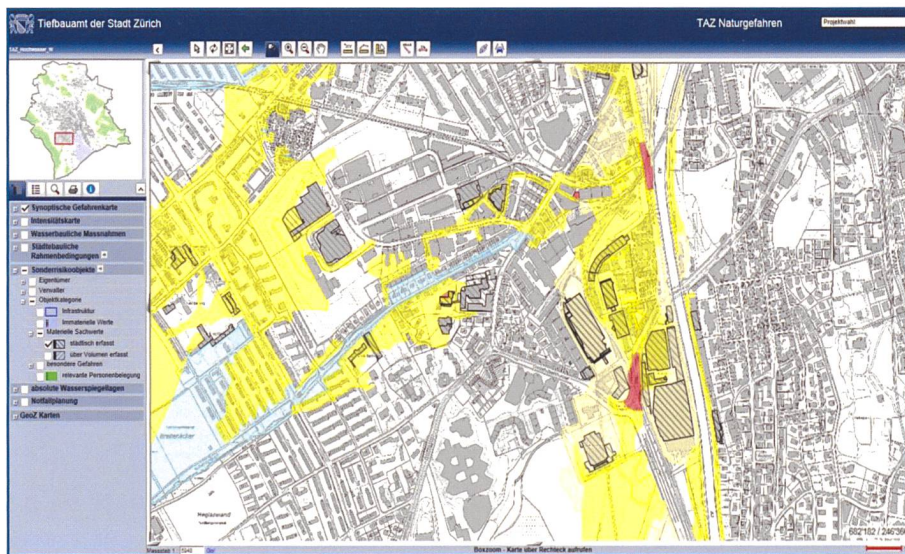 Tiefbauamt der Stadt Zürich
TAZ Naturgefahren
Projektwahl
Synoptische Gefahrenkarte
Intensitätskarte
Wasserbauliche Massnahmen
Städtebauliche
Rahmenbedingungen
Sonderrisikoobjekte
Eigentümer
Verwalter
Objektkategorie
Infrastruktur
Immaterielle Werte
Materielle Sachwerte
städtisch erfasst
über Volumen erfasst
besondere Gefahren
relevante Personenbelegung
absolute Wasserspiegellagen
Notfallplanung
GeoZ Karten
Boxzoom - Karte über Rechteck aufrufen